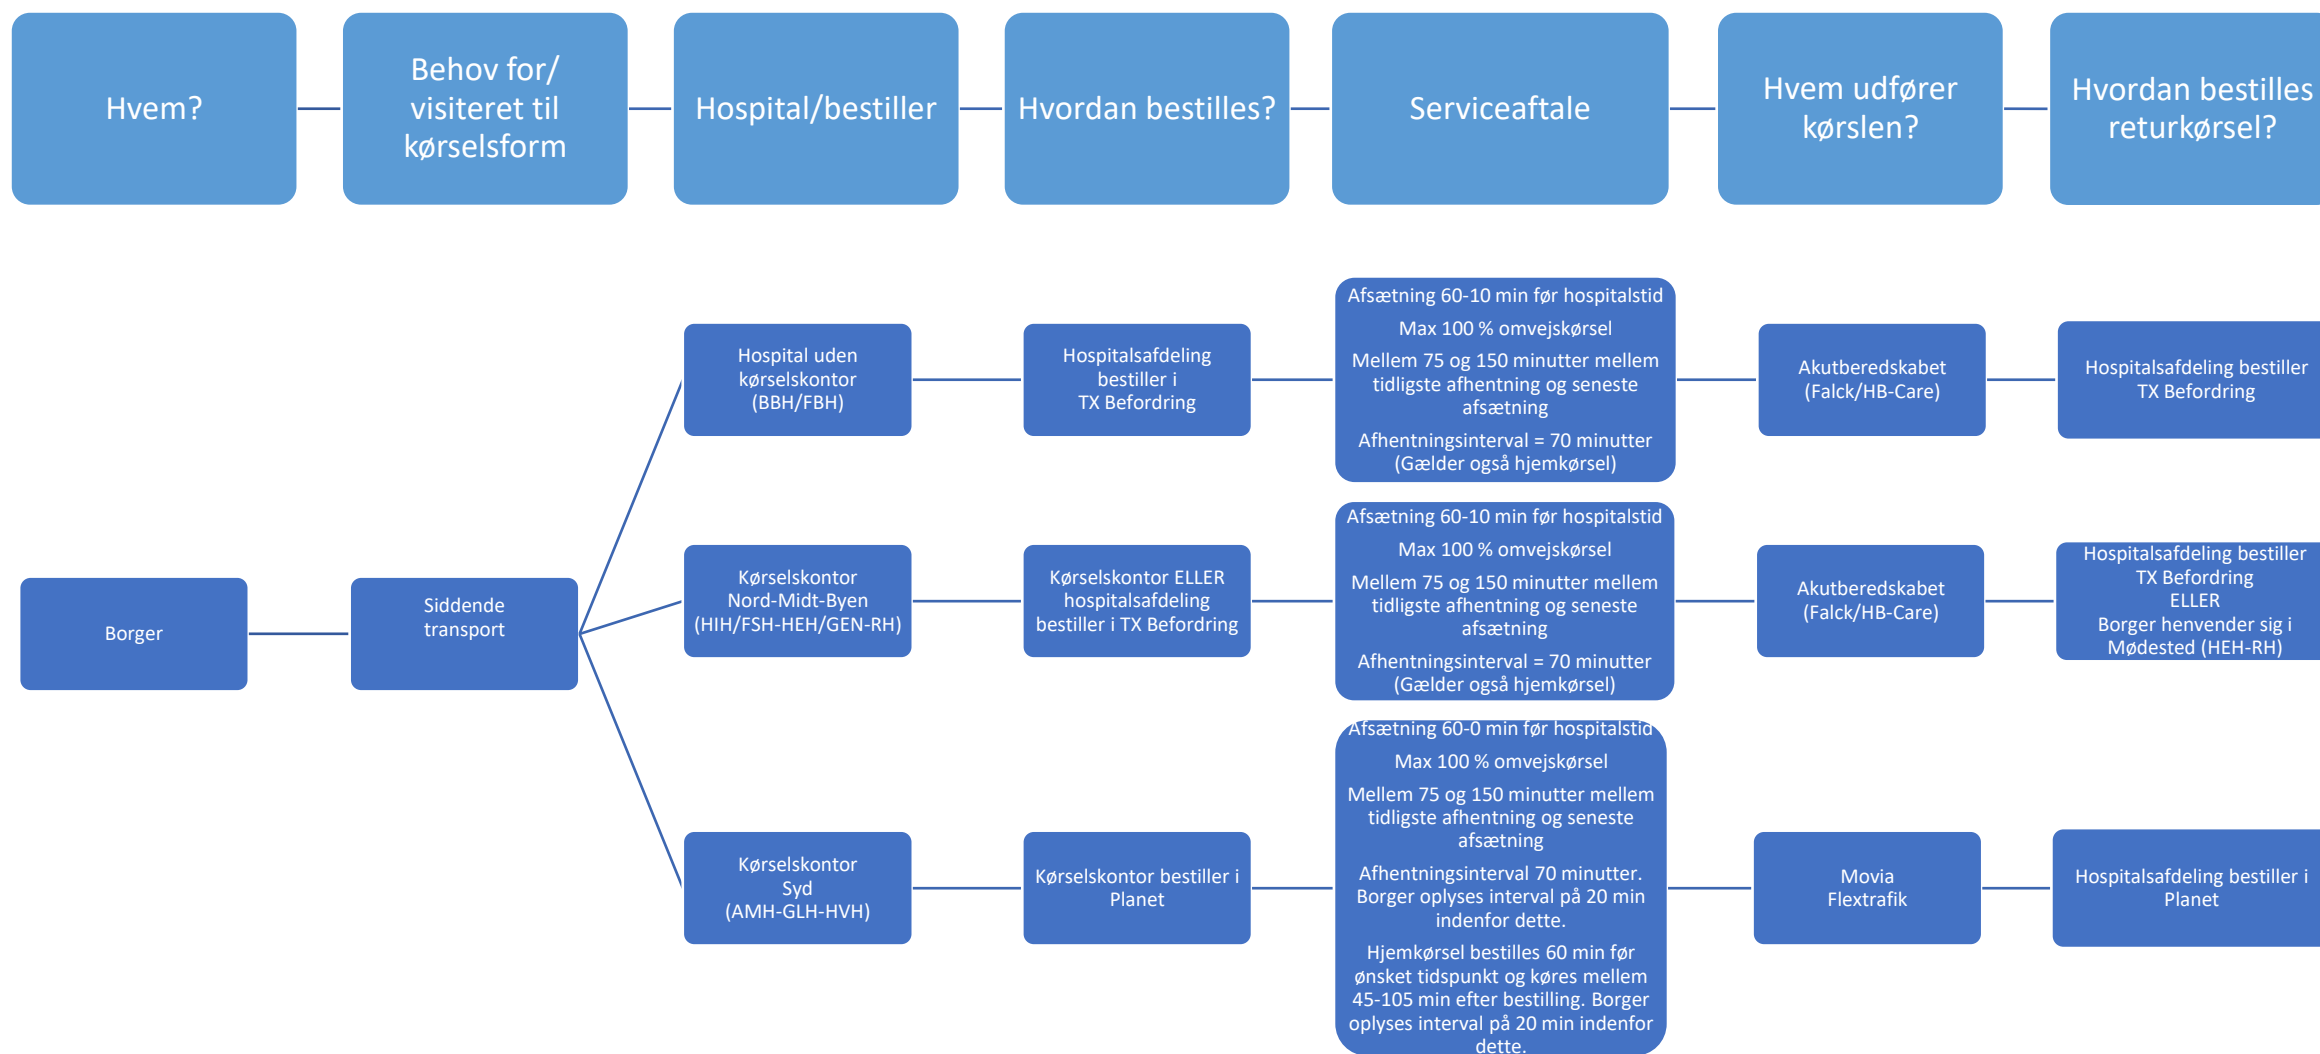 Hvem?
Behov for/
visiteret til
kørselsform
Hospital/bestiller
Hvordan bestilles?
Serviceaftale
Hvem udfører
kørslen?
Hvordan bestilles
returkørsel?
Borger
Siddende
transport
Hospital uden
kørselskontor
(BBH/FBH)
Hospitalsafdeling
bestiller i
TX Befordring
Afsætning 60-10 min før hospitalstid
Max 100 % omvejskørsel
Mellem 75 og 150 minutter mellem
tidligste afhentning og seneste
afsætning
Afhentningsinterval = 70 minutter
(Gælder også hjemkørsel)
Akutberedskabet
(Falck/HB-Care)
Hospitalsafdeling bestiller
TX Befordring
Kørselskontor
Nord-Midt-Byen
(HIH/FSH-HEH/GEN-RH)
Kørselskontor ELLER
hospitalsafdeling
bestiller i TX Befordring
Afsætning 60-10 min før hospitalstid
Max 100 % omvejskørsel
Mellem 75 og 150 minutter mellem
tidligste afhentning og seneste
afsætning
Afhentningsinterval = 70 minutter
(Gælder også hjemkørsel)
Akutberedskabet
(Falck/HB-Care)
Hospitalsafdeling bestiller
TX Befordring
ELLER
Borger henvender sig i
Mødested (HEH-RH)
Kørselskontor
Syd
(AMH-GLH-HVH)
Kørselskontor bestiller i
Planet
Afsætning 60-0 min før hospitalstid
Max 100 % omvejskørsel
Mellem 75 og 150 minutter mellem
tidligste afhentning og seneste
afsætning
Afhentningsinterval 70 minutter.
Borger oplyses interval på 20 min
indenfor dette.
Hjemkørsel bestilles 60 min før
ønsket tidspunkt og køres mellem
45-105 min efter bestilling. Borger
oplyses interval på 20 min indenfor
dette.
Movia
Flextrafik
Hospitalsafdeling bestiller i
Planet